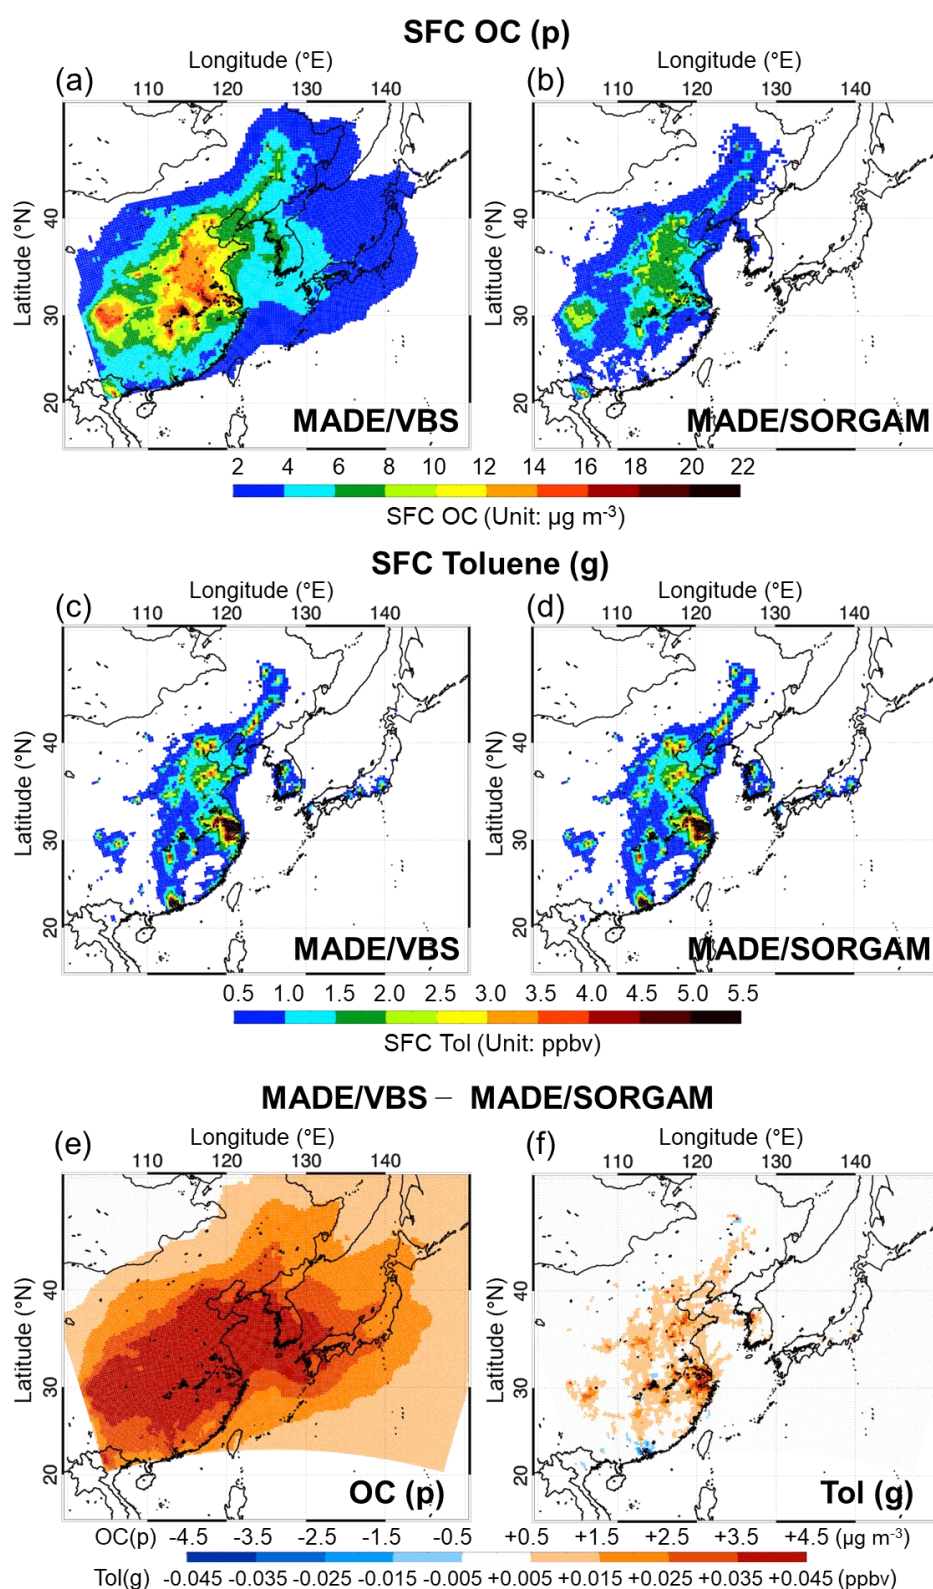 SFC OC (p)
Longitude (°E) Longitude (°E)
(a) (b)
110 120 130 140 110 120 130 140
Latitude (°N) Latitude (°N)
40 40
30 30
20 20
MADE/VBS MADE/SORGAM
2 4 6 8 10 12 14 16 18 20 22
SFC OC (Unit: µg m-3)
SFC Toluene (g)
Longitude (°E) Longitude (°E)
(c) (d)
110 120 130 140 110 120 130 140
Latitude (°N) Latitude (°N)
40 40
30 30
20 20
MADE/VBS MADE/SORGAM
0.5 1.0 1.5 2.0 2.5 3.0 3.5 4.5 5.0 5.5
SFC Tol (Unit: ppbv)
MADE/VBS – MADE/SORGAM
(e) Longitude (°E) (f) Longitude (°E)
110 120 130 140 110 120 130 140
Latitude (°N) Latitude (°N)
40 40
30 30
20 20
OC (p) Tol (g)
OC(p) -4.5 -3.5 -2.5 -1.5 -0.5 +0.5 +1.5 +2.5 +3.5 +4.5 (µg m-3)
Tol(g) -0.045 -0.035 -0.025 -0.015 -0.005 +0.005 +0.015 +0.025 +0.035 +0.045 (ppbv)